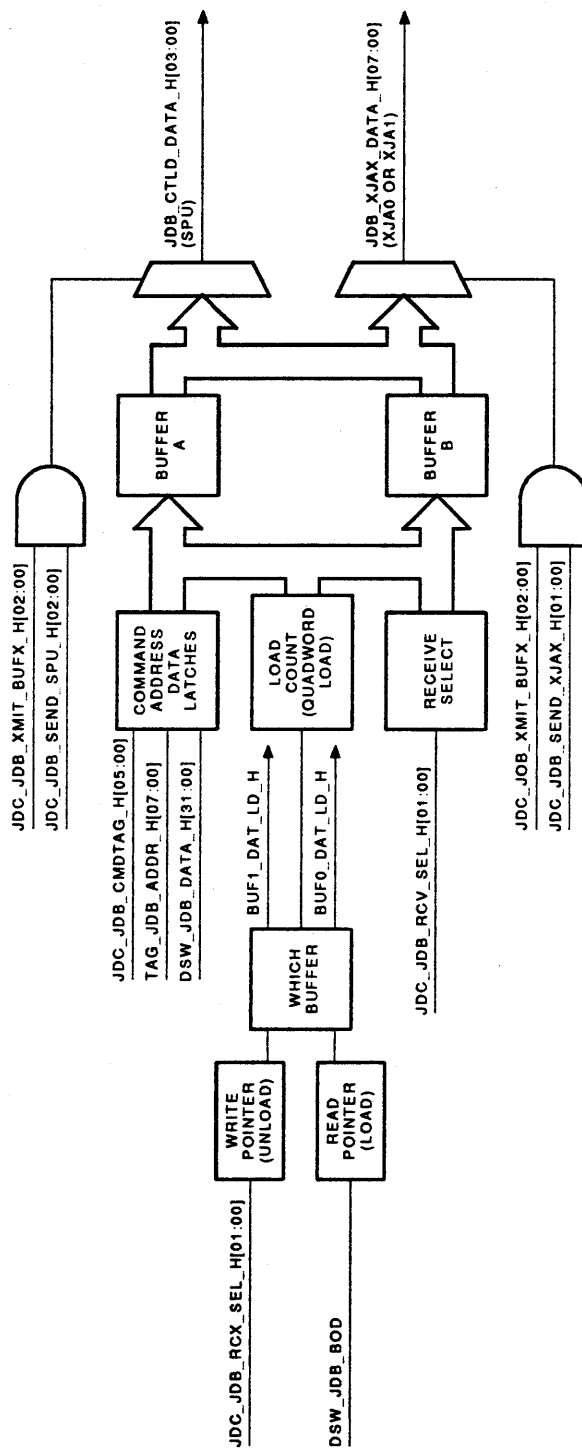 JDC_JDB_XMIT_BUFX_H[02:00]
JDC_JDB_SEND_SPU_H[02:00]
JDB_CTLD_DATA_H[03:00]
(SPU)
JDC_JDB_CMDTAG_H[05:00]
TAG_JDB_ADDR_H[07:00]
DSW_JDB_DATA_H[31:00]
COMMAND
ADDRESS
DATA
LATCHES
BUFFER
A
JDC_JDB_RCX_SEL_H[01:00]
WRITE
POINTER
(UNLOAD)
WHICH
BUFFER
BUF1_DAT_LD_H
BUF0_DAT_LD_H
LOAD
COUNT
(QUADWORD
LOAD)
DSW_JDB_BOD
READ
POINTER
(LOAD)
JDC_JDB_RCV_SEL_H[01:00]
RECEIVE
SELECT
BUFFER
B
JDB_XJAX_DATA_H[07:00]
(XJA0 OR XJA1)
JDC_JOB_XMIT_BUFX_H[02:00]
JDC_JDB_SEND_XJAX_H[01:00]